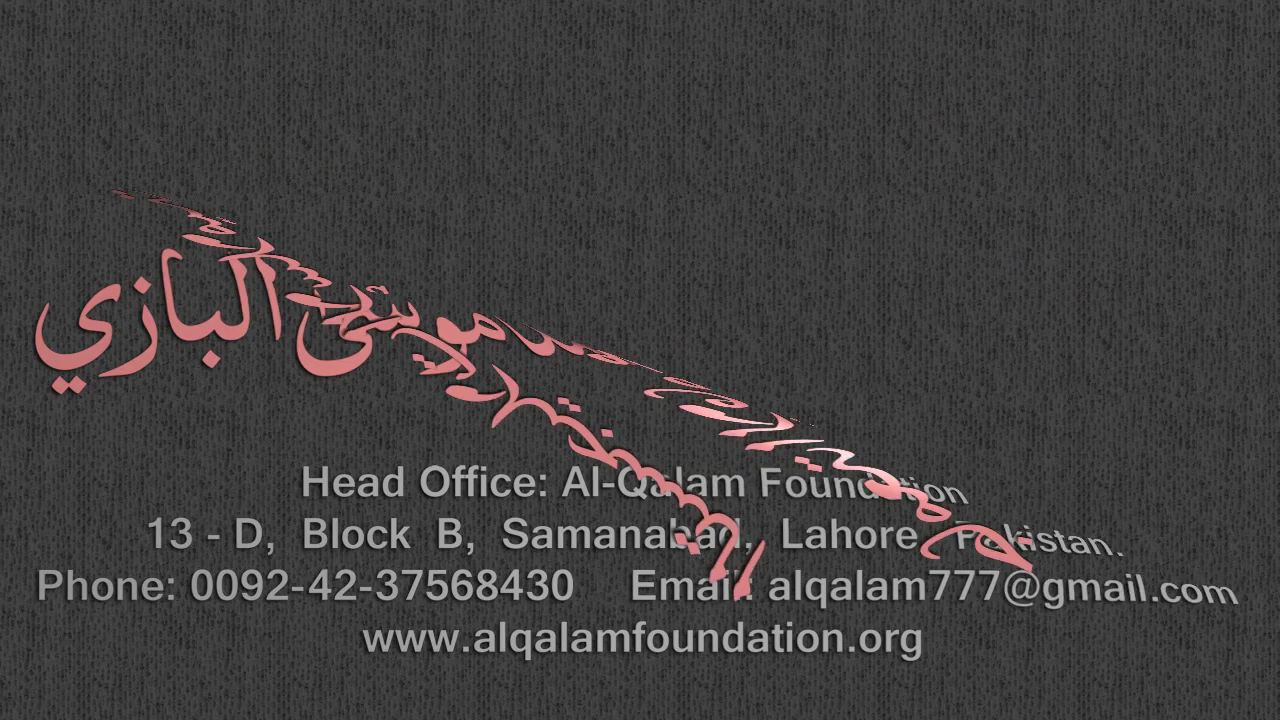 موسى البازي
Head Office: Al-Qalam Foundation
13 - D, Block B, Samanabad, Lahore, Pakistan.
Phone: 0092-42-37568430 Email: alqalam777@gmail.com
www.alqalamfoundation.org